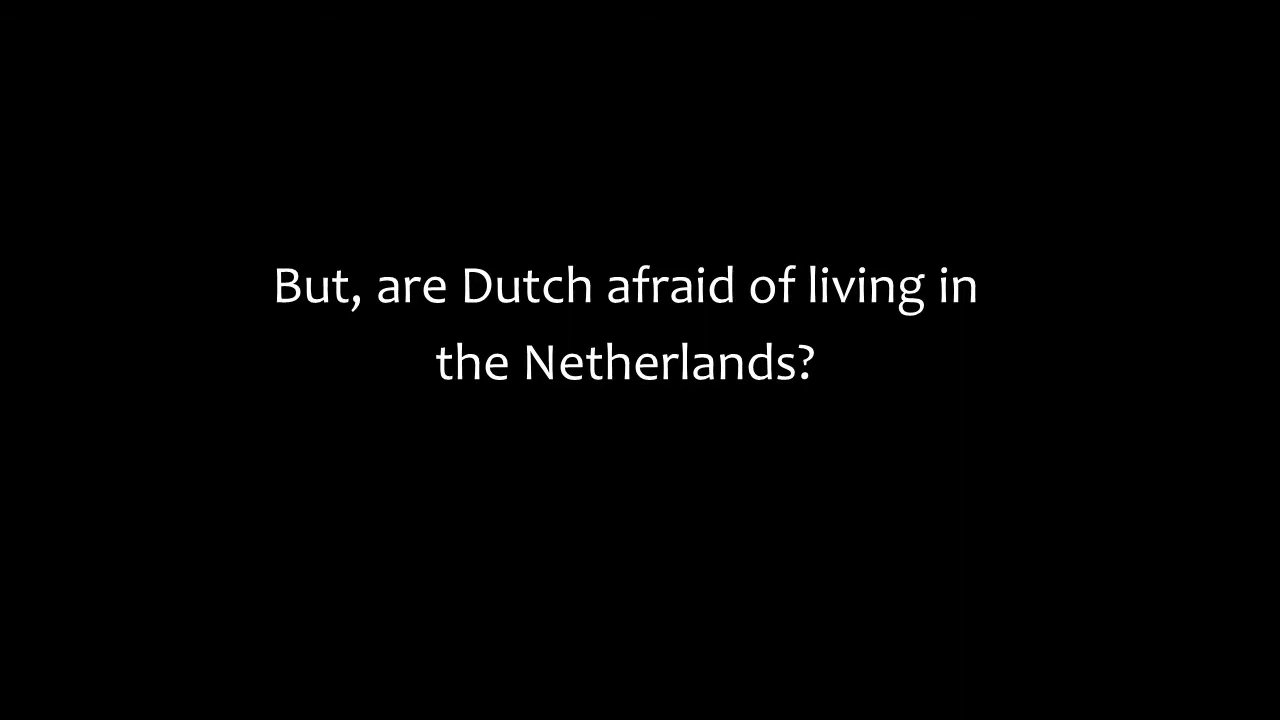 But, are Dutch afraid of living in
the Netherlands?